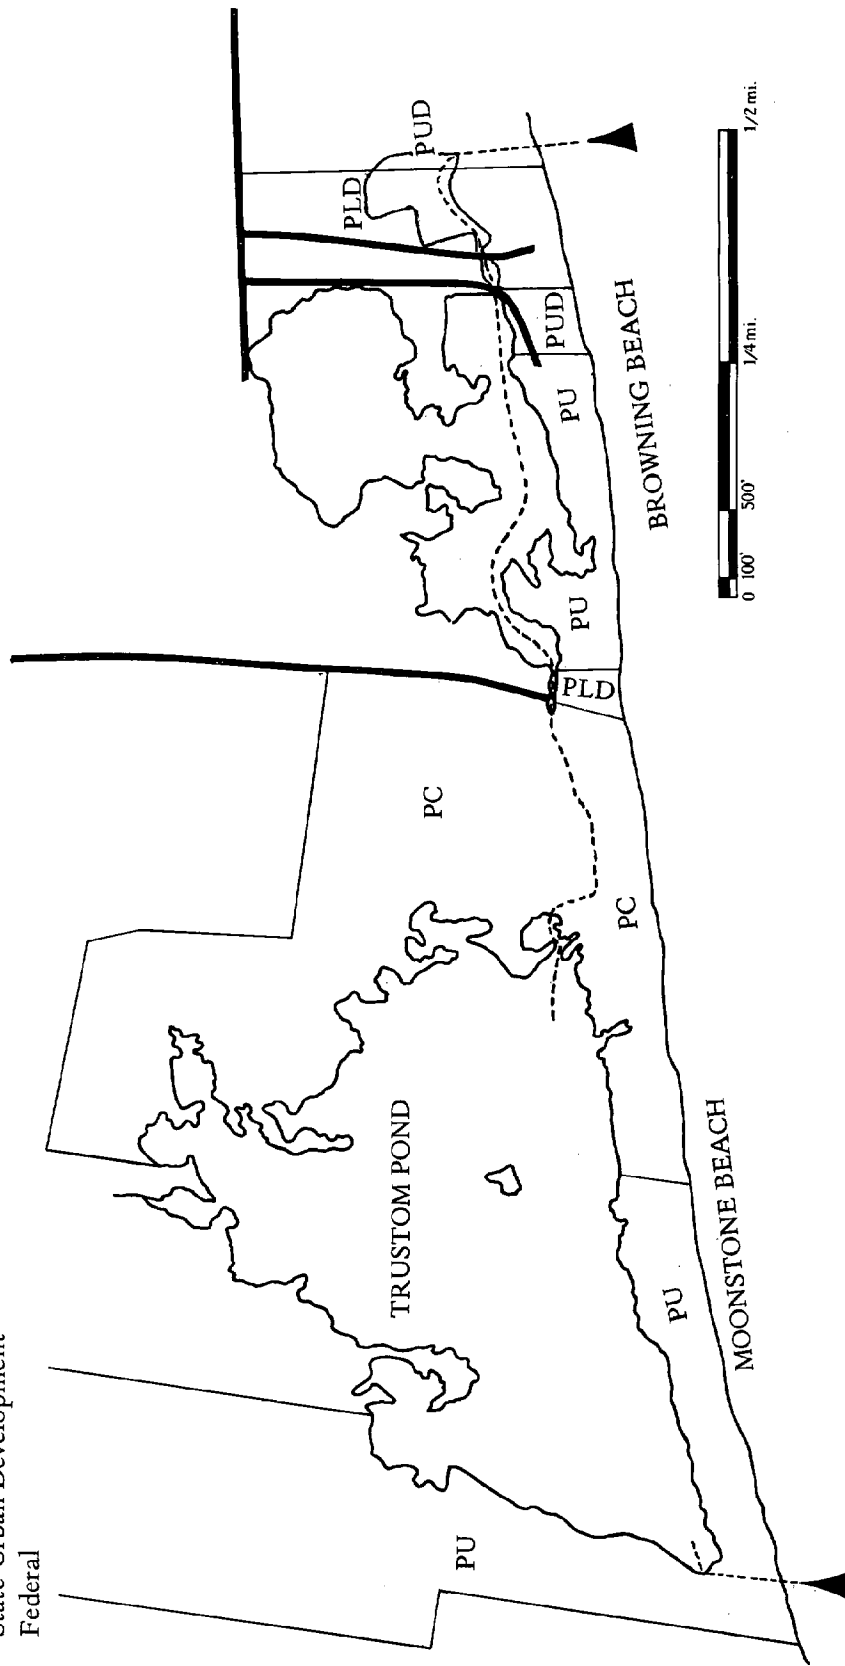 State Urban Development
Federal
PUD
PLD
PUD
PU
BROWNING BEACH
PU
PLD
PC
PC
TRUSTOM POND
MOONSTONE BEACH
PU
PU
0 100' 500' 1/4 mi. 1/2 mi.